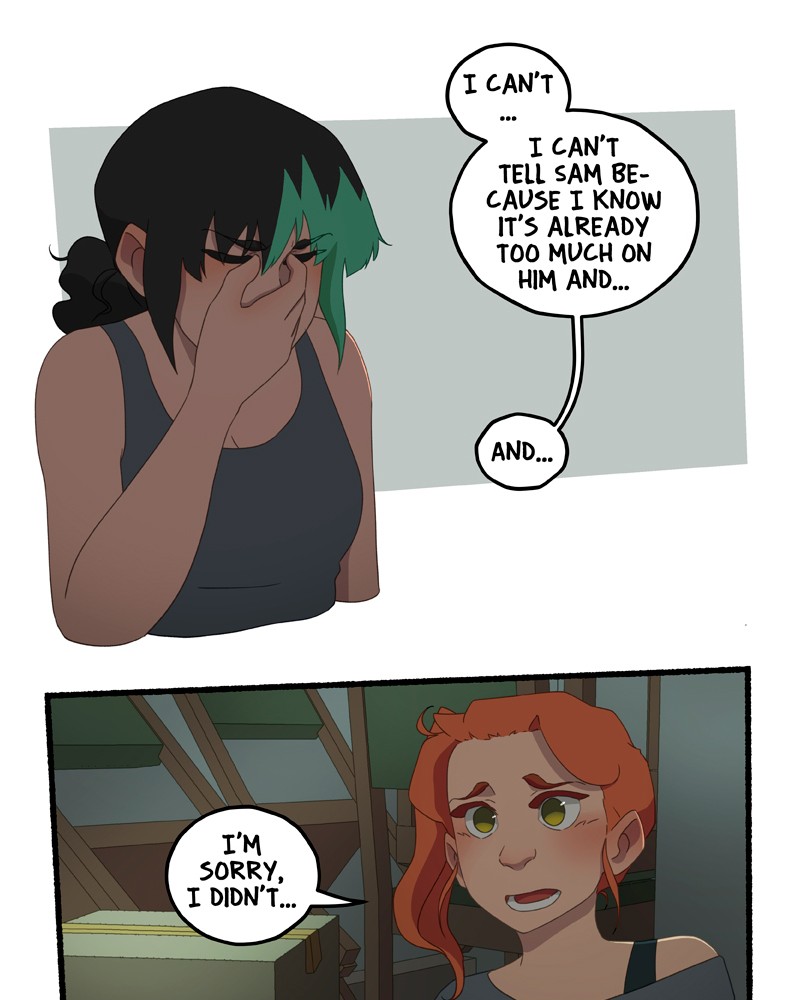 I CAN'T
...
I CAN'T
TELL SAM BE-
CAUSE I KNOW
IT'S ALREADY
TOO MUCH ON
HIM AND...
AND...
I'M
SORRY,
I DIDN'T...